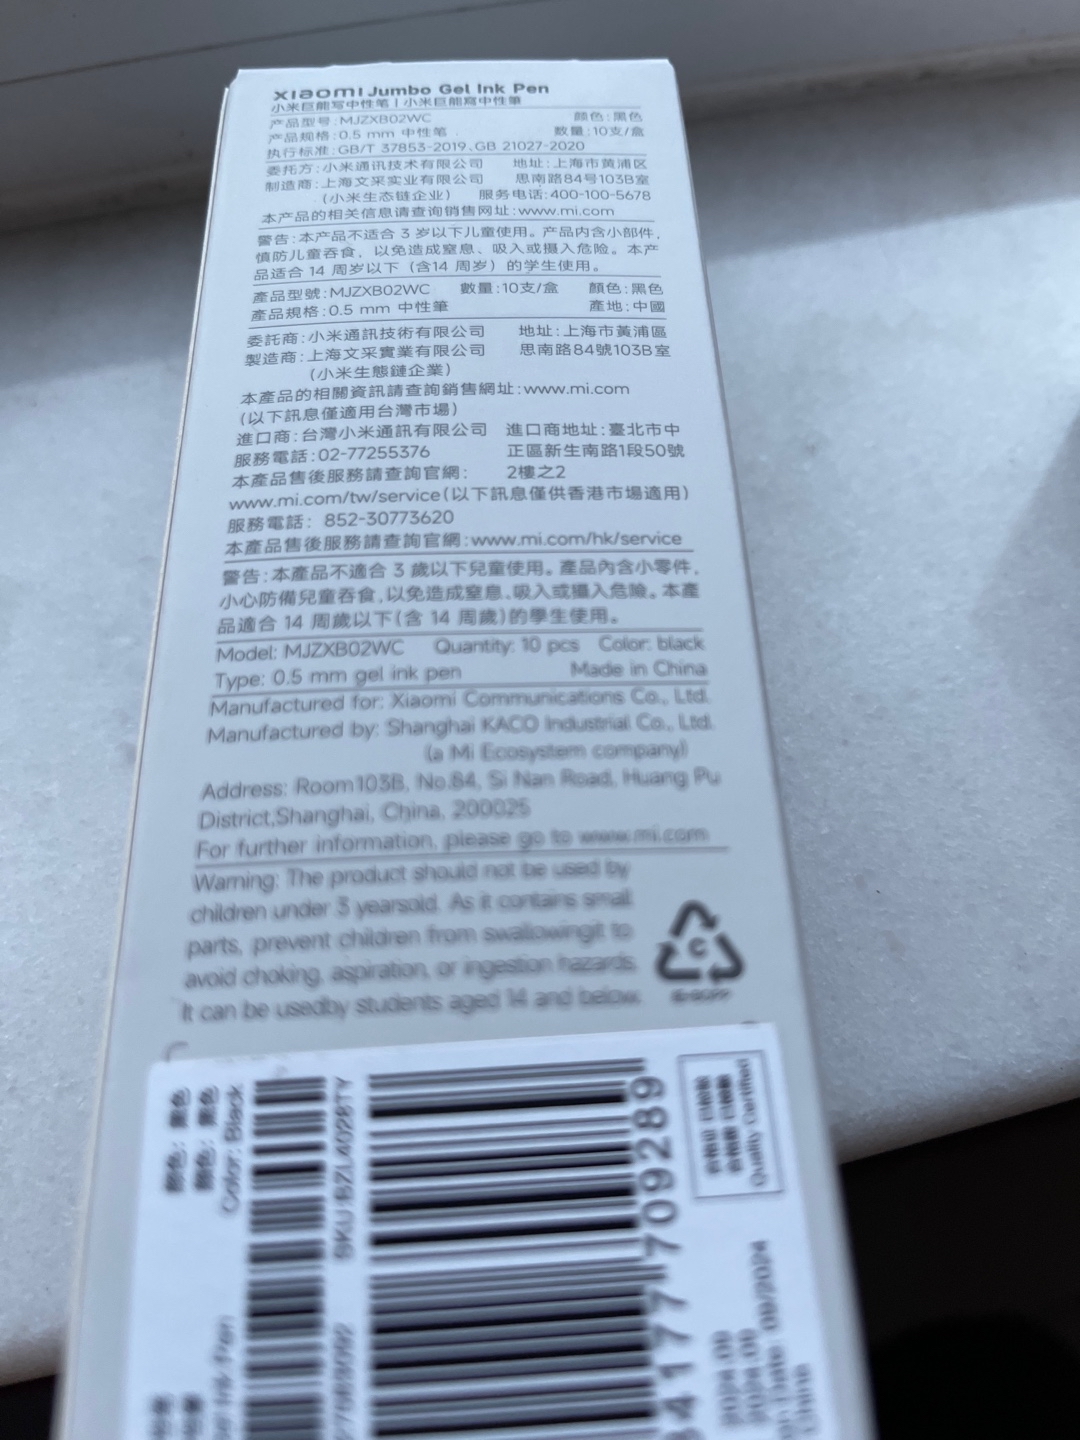 xiaomi Jumbo Gel Ink Pen
小米巨能写中性笔 | 小米巨能寫中性筆
产品型号:MJZXB02WC 颜色:黑色
产品规格:0.5 mm 中性笔 数量:10支/盒
执行标准:GB/T 37853-2019、GB 21027-2020
委托方:小米通讯技术有限公司 地址:上海市黄浦区
制造商:上海文采实业有限公司 思南路84号103B室
(小米生态链企业) 服务电话:400-100-5678
本产品的相关信息请查询销售网址:www.mi.com
警告:本产品不适合 3 岁以下儿童使用。产品内含小部件,
慎防儿童吞食, 以免造成窒息、吸入或摄入危险。本产
品适合 14 周岁以下 (含14 周岁) 的学生使用。
產品型號:MJZXB02WC 數量:10支/盒 顏色:黑色
產品規格:0.5 mm 中性筆 產地:中國
委託商:小米通訊技術有限公司 地址:上海市黃浦區
製造商:上海文采實業有限公司 思南路84號103B室
(小米生態鏈企業)
本產品的相關資訊請查詢銷售網址:www.mi.com
(以下訊息僅適用台灣市場)
進口商:台灣小米通訊有限公司 進口商地址:臺北市中
服務電話:02-77255376 正區新生南路1段50號
本產品售後服務請查詢官網: 2樓之2
www.mi.com/tw/service(以下訊息僅供香港市場適用)
服務電話: 852-30773620
本產品售後服務請查詢官網:www.mi.com/hk/service
警告:本產品不適合 3 歲以下兒童使用。產品內含小零件,
小心防備兒童吞食,以免造成窒息、吸入或攝入危險。本產
品適合 14 周歲以下(含 14 周歲)的學生使用。
Model: MJZXB02WC Quantity: 10 pcs Color: black
Type: 0.5 mm gel ink pen Made in China
Manufactured for: Xiaomi Communications Co., Ltd.
Manufactured by: Shanghai KACO Industrial Co., Ltd.
(a Mi Ecosystem company)
Address: Room103B, No.84, Si Nan Road, Huang Pu
District,Shanghai, China, 200025
For further information, please go to www.mi.com
Warning: The product should not be used by
children under 3 yearsold. As it contains small
parts, prevent children from swallowingit to
avoid choking, aspiration, or ingestion hazards.
It can be usedby students aged 14 and below.
C
颜色: 黑色
顏色: 黑色
Color: Black
Ink Pen
709289
Quality Certified
2024.09
2024.09
Date: 09/2024
China